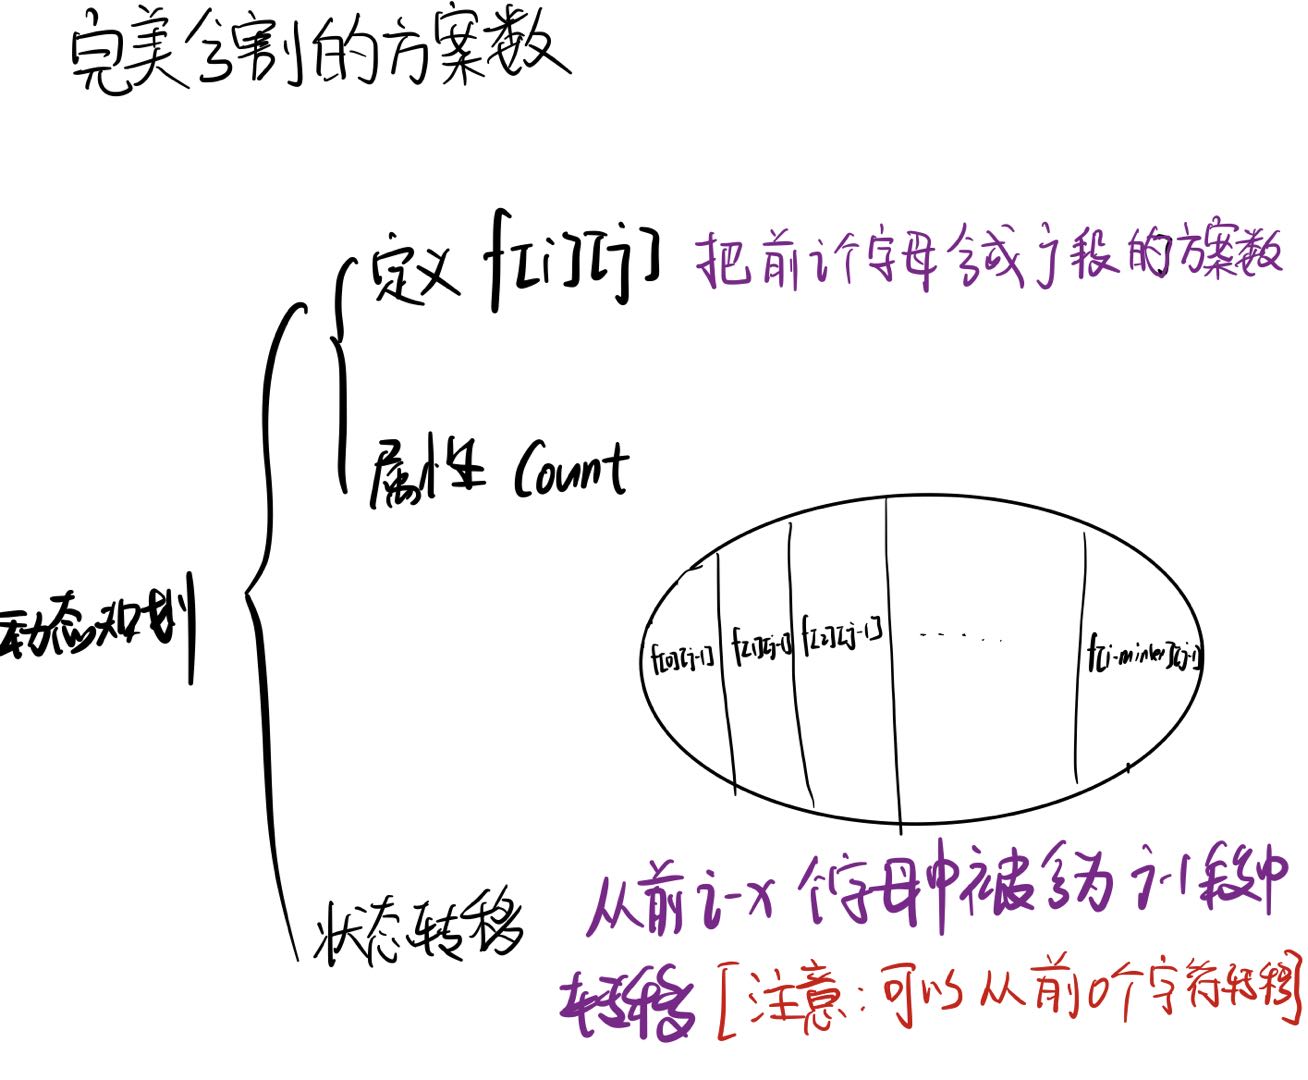 完美分割的方案数
定义 f[i][j] 把前i个字母分成j段的方案数
属性 Count
动态规划
f[0][j-1] f[1][j-1] f[2][j-1] ...... f[i-minlen][j-1]
状态转移 从前i-x个字母中被分为j-1段中
转移 [注意:可以从前0个字符转移]